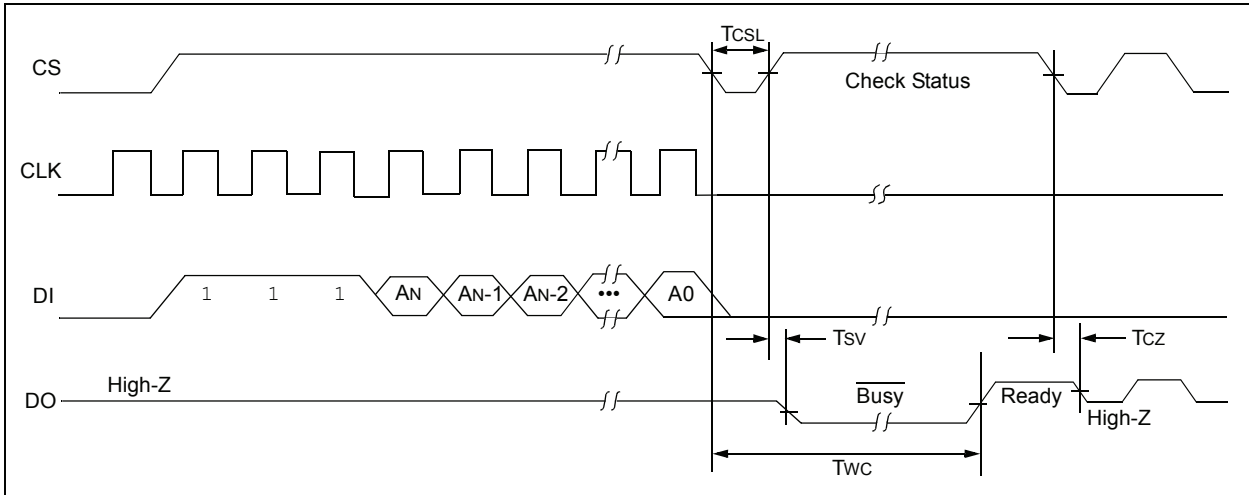 TCSL
CS
Check Status
CLK
DI
1 1 1 AN AN-1 AN-2 ••• A0
TSV
TCZ
High-Z
DO
Busy
Ready
High-Z
TWC